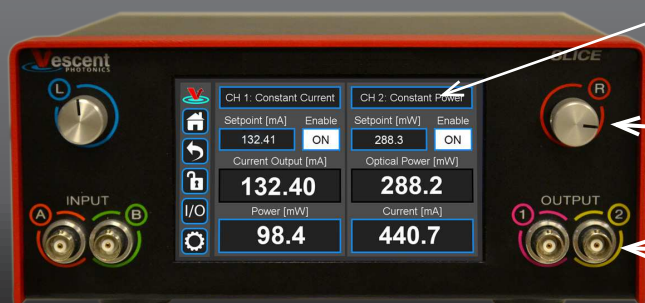 Vescent
PHOTONICS
SLICE
L
R
CH 1: Constant Current
CH 2: Constant Power
Setpoint [mA]
Enable
Setpoint [mW]
Enable
132.41
ON
288.3
ON
Current Output [mA]
Optical Power [mW]
132.40
288.2
I/O
Power [mW]
Current [mA]
98.4
440.7
INPUT
A
B
OUTPUT
1
2